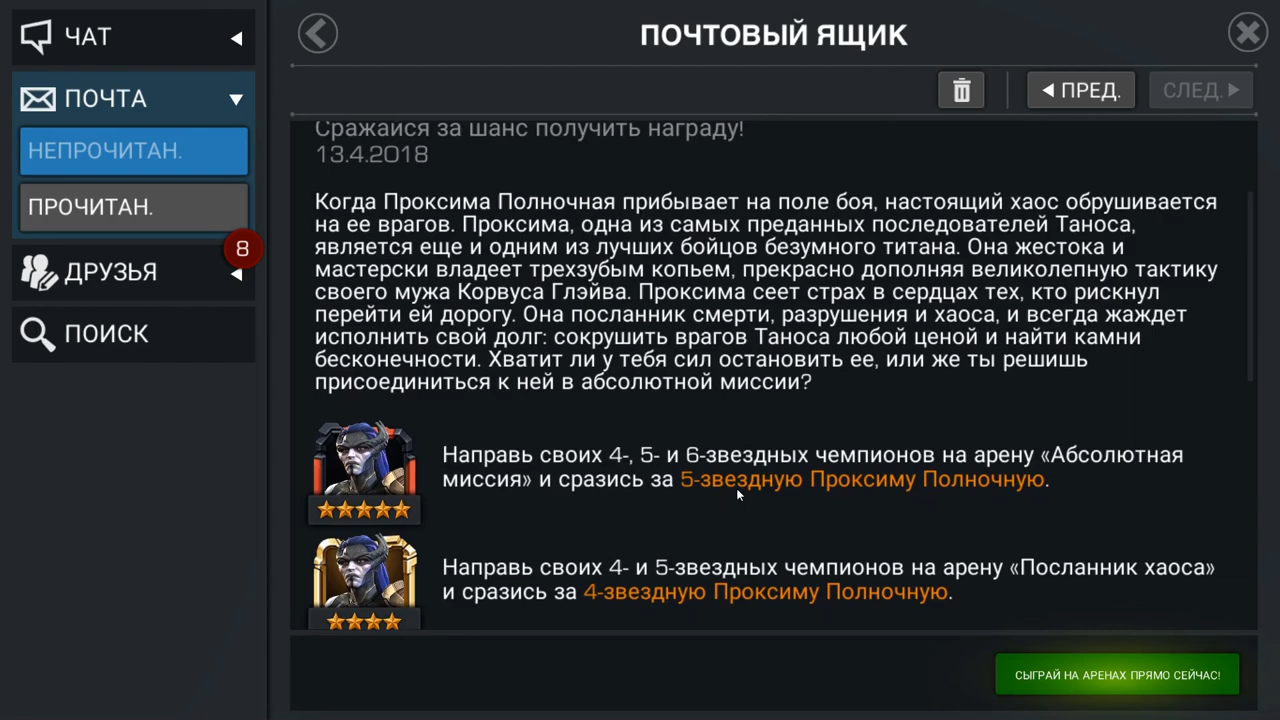 ЧАТ
ПОЧТА
НЕПРОЧИТАН.
ПРОЧИТАН.
8
ДРУЗЬЯ
ПОИСК
ПОЧТОВЫЙ ЯЩИК
ПРЕД.
СЛЕД.
Сражайся за шанс получить награду!
13.4.2018
Когда Проксима Полночная прибывает на поле боя, настоящий хаос обрушивается
на ее врагов. Проксима, одна из самых преданных последователей Таноса,
является еще и одним из лучших бойцов безумного титана. Она жестока и
мастерски владеет трехзубым копьем, прекрасно дополняя великолепную тактику
своего мужа Корвуса Глэйва. Проксима сеет страх в сердцах тех, кто рискнул
перейти ей дорогу. Она посланник смерти, разрушения и хаоса, и всегда жаждет
исполнить свой долг: сокрушить врагов Таноса любой ценой и найти камни
бесконечности. Хватит ли у тебя сил остановить ее, или же ты решишь
присоединиться к ней в абсолютной миссии?
Направь своих 4-, 5- и 6-звездных чемпионов на арену «Абсолютная
миссия» и сразись за 5-звездную Проксиму Полночную.
Направь своих 4- и 5-звездных чемпионов на арену «Посланник хаоса»
и сразись за 4-звездную Проксиму Полночную.
СЫГРАЙ НА АРЕНАХ ПРЯМО СЕЙЧАС!